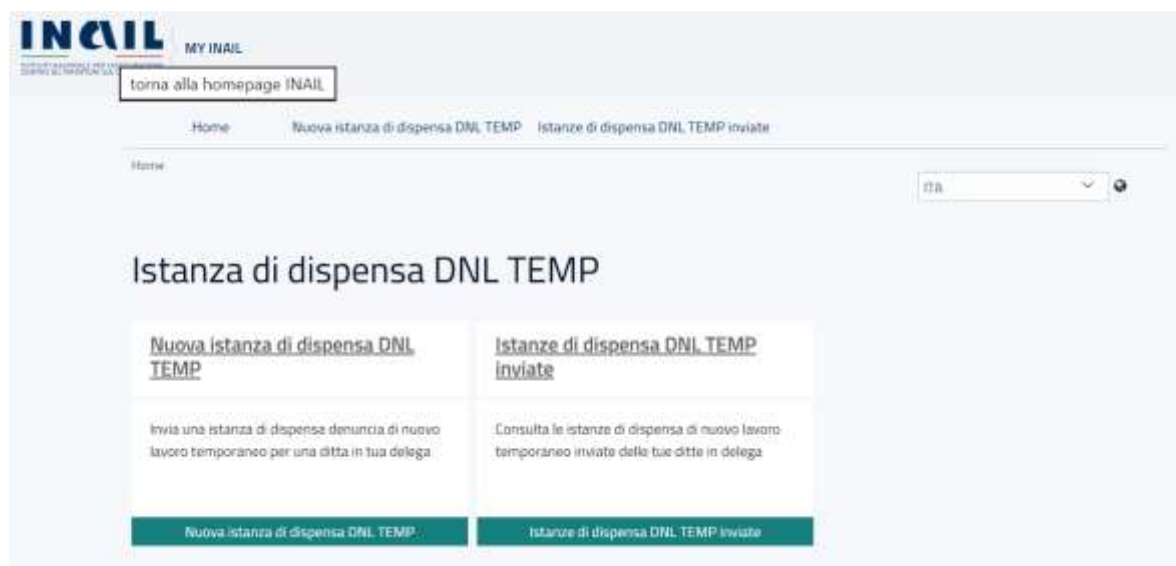 INAIL
MY INAIL
torna alla homepage INAIL
Home Nuova istanza di dispensa DNL TEMP Istanze di dispensa DNL TEMP inviate
Home
ITA
Istanza di dispensa DNL TEMP
Nuova istanza di dispensa DNL
TEMP
Invia una istanza di dispensa denuncia di nuovo
lavoro temporaneo per una ditta in tua delega
Nuova istanza di dispensa DNL TEMP
Istanze di dispensa DNL TEMP
inviate
Consulta le istanze di dispensa di nuovo lavoro
temporaneo inviate delle tue ditte in delega
Istanze di dispensa DNL TEMP inviate